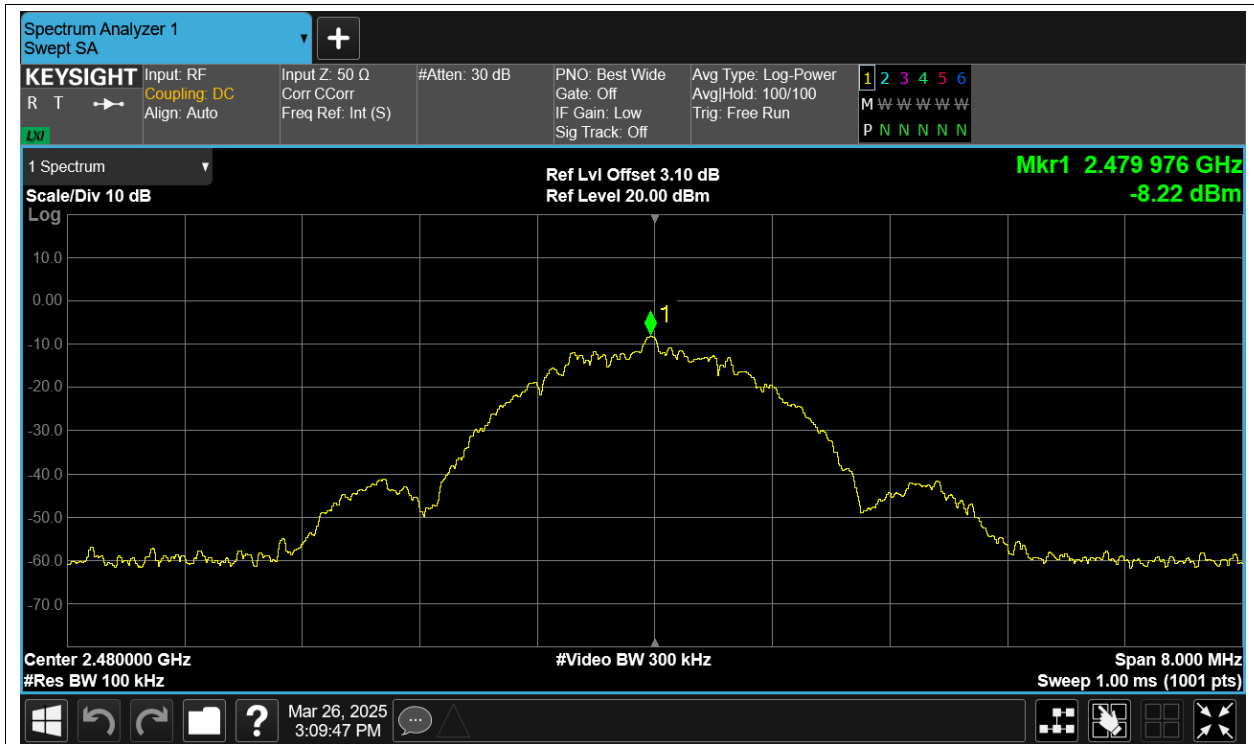 Spectrum Analyzer 1
Swept SA
+
KEYSIGHT
R T
LXI
Input: RF
Coupling: DC
Align: Auto
Input Z: 50 Ω
Corr CCorr
Freq Ref: Int (S)
#Atten: 30 dB
PNO: Best Wide
Gate: Off
IF Gain: Low
Sig Track: Off
Avg Type: Log-Power
Avg|Hold: 100/100
Trig: Free Run
1 2 3 4 5 6
M W W W W W
P N N N N N
1 Spectrum
Scale/Div 10 dB
Ref Lvl Offset 3.10 dB
Ref Level 20.00 dBm
Mkr1 2.479 976 GHz
-8.22 dBm
Log
10.0
0.00
-10.0
-20.0
-30.0
-40.0
-50.0
-60.0
-70.0
1
Center 2.480000 GHz
#Res BW 100 kHz
#Video BW 300 kHz
Span 8.000 MHz
Sweep 1.00 ms (1001 pts)
?
Mar 26, 2025
3:09:47 PM